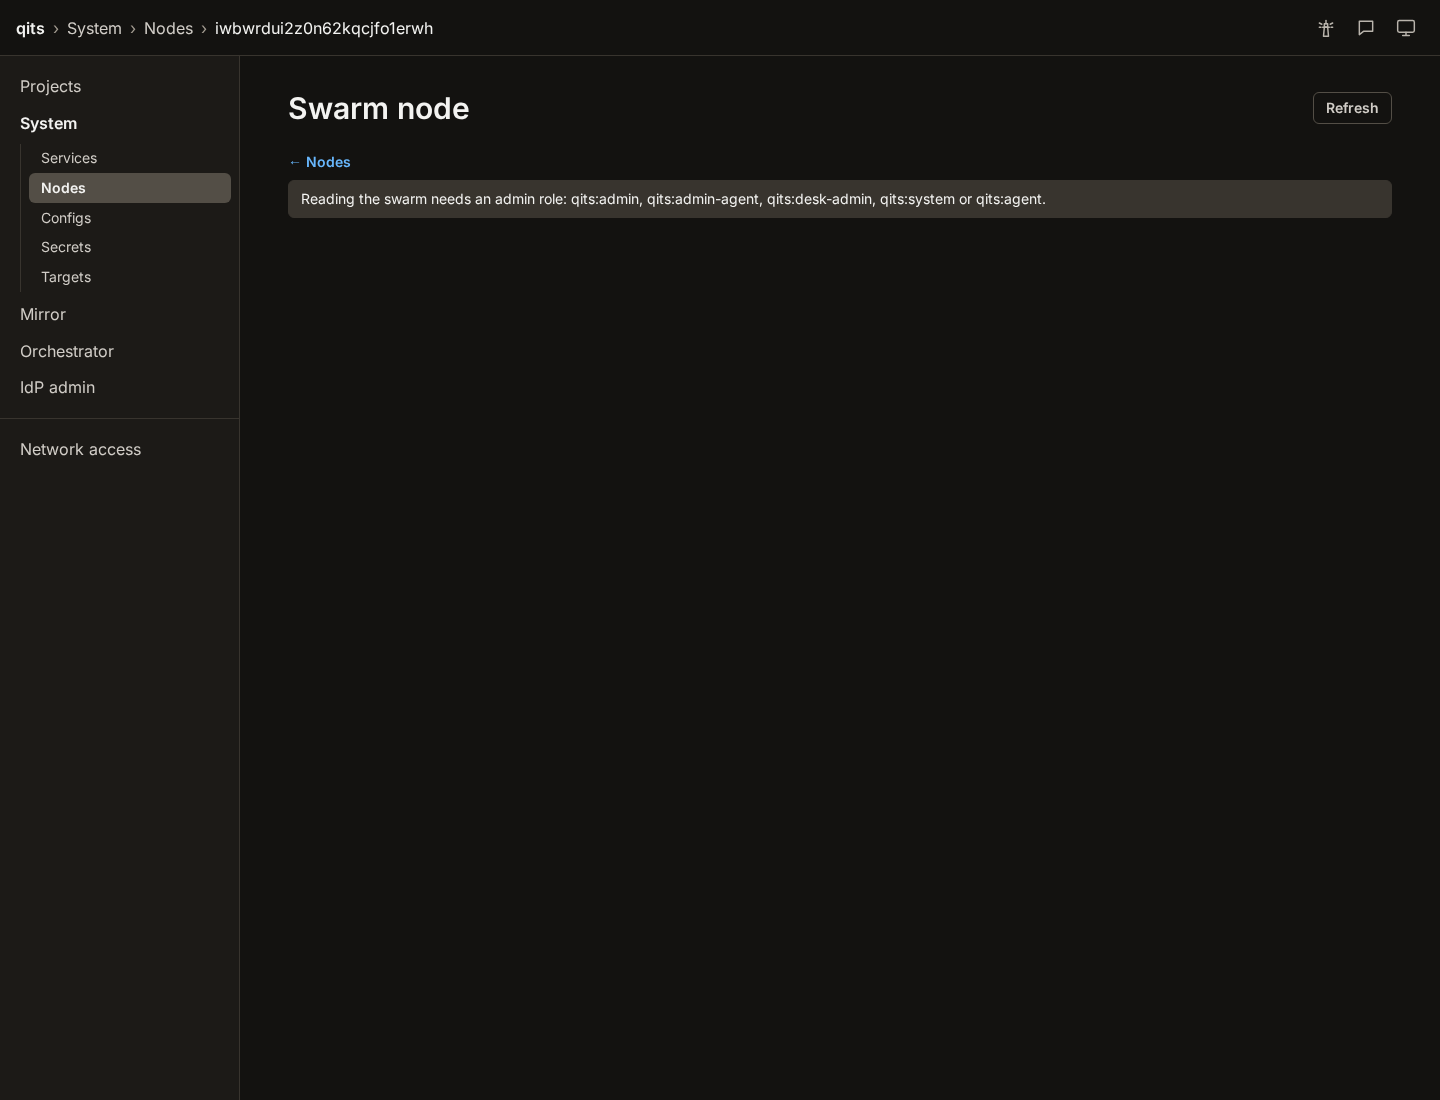 qits › System › Nodes › iwbwrdui2z0n62kqcjfo1erwh
Projects
System
Services
Nodes
Configs
Secrets
Targets
Mirror
Orchestrator
IdP admin
Network access
Swarm node
Refresh
← Nodes
Reading the swarm needs an admin role: qits:admin, qits:admin-agent, qits:desk-admin, qits:system or qits:agent.